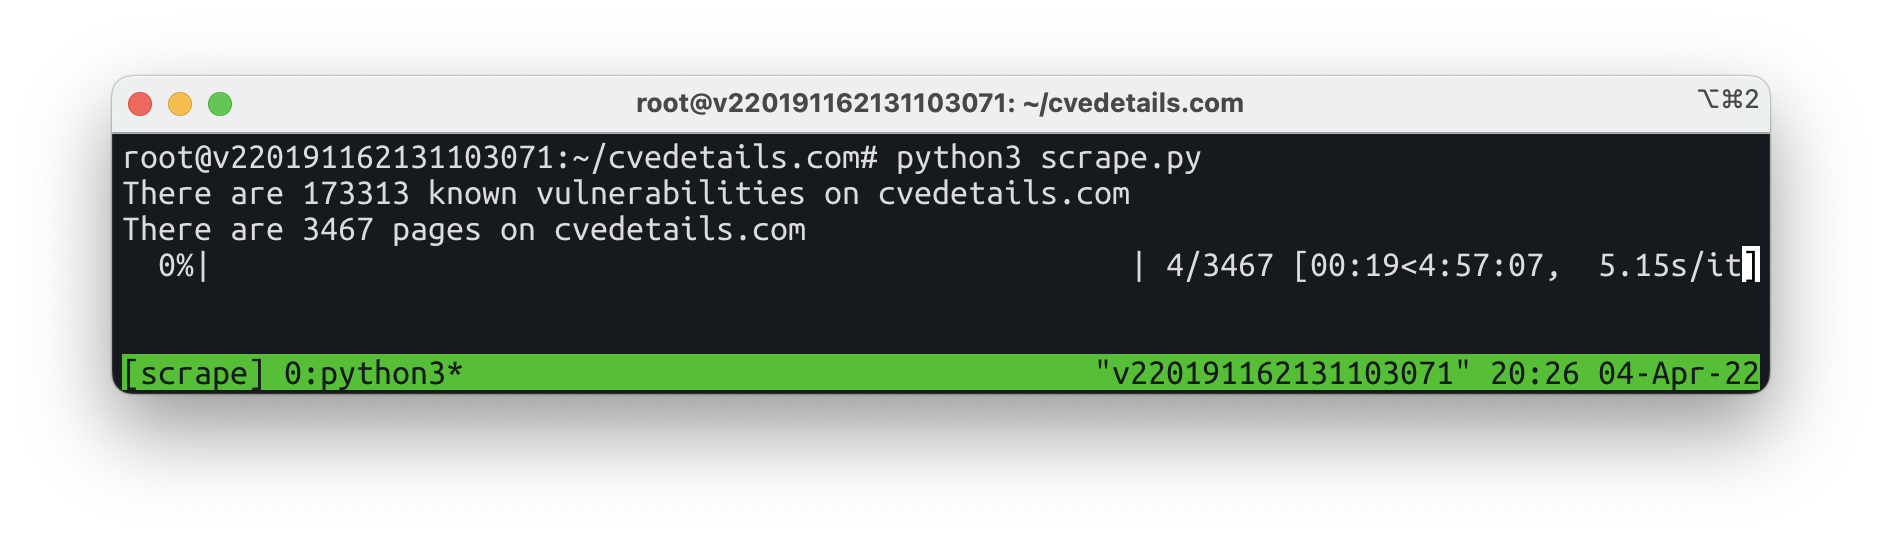 root@v220191162131103071: ~/cvedetails.com
⌥⌘2
root@v220191162131103071:~/cvedetails.com# python3 scrape.py
There are 173313 known vulnerabilities on cvedetails.com
There are 3467 pages on cvedetails.com
0%| | 4/3467 [00:19<4:57:07, 5.15s/it]
[scrape] 0:python3* "v220191162131103071" 20:26 04-Apr-22